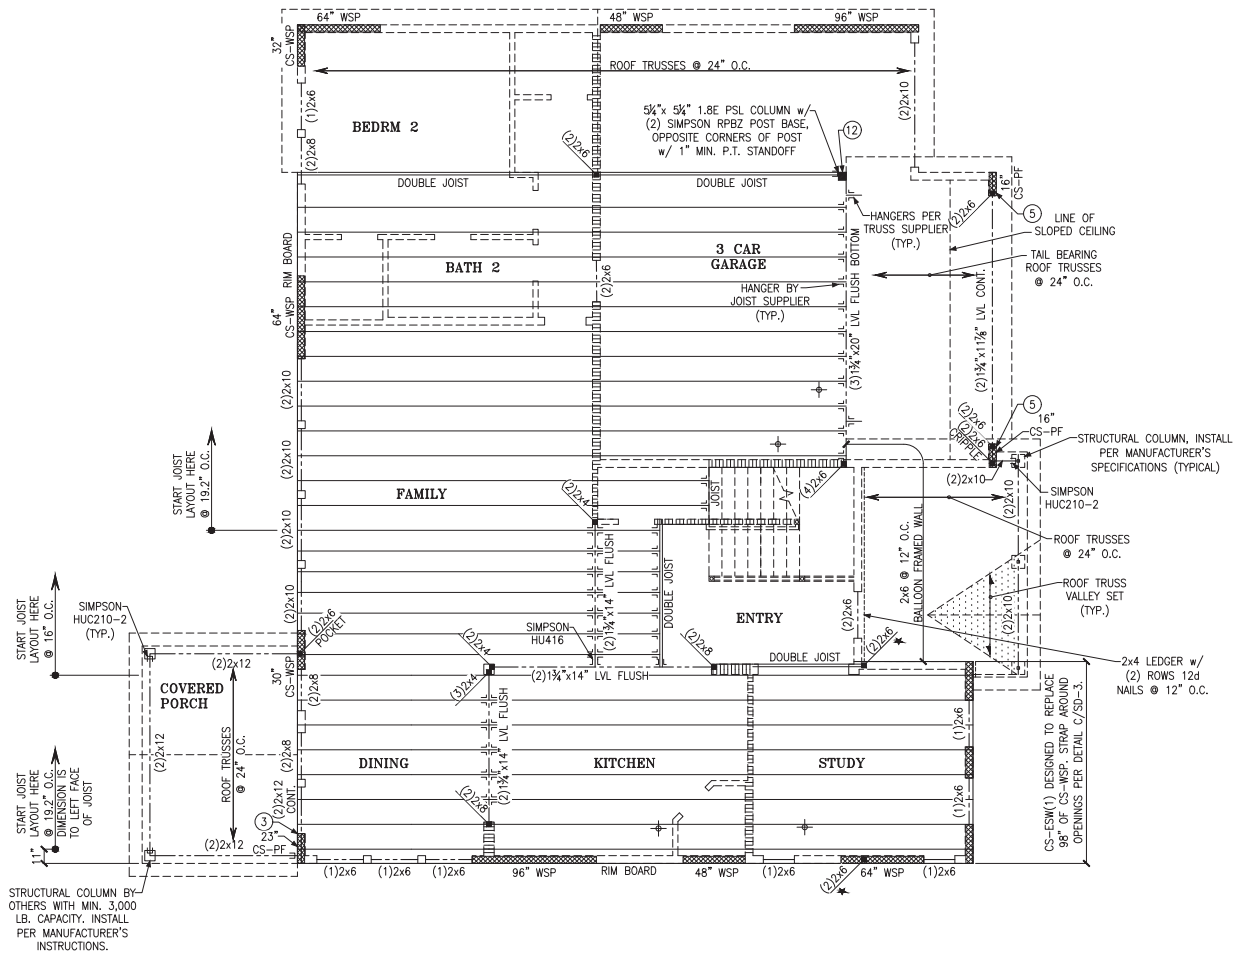 64" WSP
48" WSP
96" WSP
32"
CS-WSP
ROOF TRUSSES @ 24" O.C.
(1)2x6
(2)2x8
(2)2x10
BEDRM 2
5¼"x 5¼" 1.8E PSL COLUMN w/
(2) SIMPSON RPBZ POST BASE,
OPPOSITE CORNERS OF POST
w/ 1" MIN. P.T. STANDOFF
12
(2)2x6
DOUBLE JOIST
DOUBLE JOIST
16"
CS-PF
(2)2x6
5
LINE OF
SLOPED CEILING
HANGERS PER
TRUSS SUPPLIER
(TYP.)
RIM BOARD
BATH 2
3 CAR
GARAGE
(2)2x6
TAIL BEARING
ROOF TRUSSES
@ 24" O.C.
HANGER BY
JOIST SUPPLIER
(TYP.)
64"
CS-WSP
(3)1¾"x20" LVL FLUSH BOTTOM
(2)1¾"x11⅞" LVL CONT.
(2)2x10
(2)2x6
(2)2x6
CRIPPLE
5
16"
CS-PF
STRUCTURAL COLUMN, INSTALL
PER MANUFACTURER'S
SPECIFICATIONS (TYPICAL)
START JOIST
LAYOUT HERE
@ 19.2" O.C.
(2)2x10
FAMILY
(2)2x4
JOIST
(4)2x6
(2)2x10
(2)2x10
SIMPSON
HUC210-2
(2)2x10
2x6 @ 12" O.C.
BALLOON FRAMED WALL
ROOF TRUSSES
@ 24" O.C.
(2)1¾"x14" LVL FLUSH
DOUBLE JOIST
ROOF TRUSS
VALLEY SET
(TYP.)
START JOIST
LAYOUT HERE
@ 16" O.C.
SIMPSON
HUC210-2
(TYP.)
(2)2x10
(2)2x6
POCKET
SIMPSON
HU416
ENTRY
(2)2x6
(2)2x10
(2)2x6
(2)2x12
30"
CS-WSP
(2)2x4
(2)2x8
DOUBLE JOIST
2x4 LEDGER w/
(2) ROWS 12d
NAILS @ 12" O.C.
(2)1¾"x14" LVL FLUSH
(3)2x4
COVERED
PORCH
(2)2x8
(2)1¾"x14" LVL FLUSH
(2)2x12
ROOF TRUSSES
@ 24" O.C.
(2)2x8
(1)2x6
DINING
KITCHEN
STUDY
CS-ESW(1) DESIGNED TO REPLACE
98" OF CS-WSP. STRAP AROUND
OPENINGS PER DETAIL C/SD-3.
START JOIST
LAYOUT HERE
@ 19.2" O.C.
DIMENSION IS
TO LEFT FACE
OF JOIST
11"
(2)2x12
CONT.
(2)2x8
(1)2x6
3
23"
CS-PF
(2)2x12
(1)2x6
(1)2x6
(1)2x6
96" WSP
RIM BOARD
48" WSP
(1)2x6
(2)2x6
64" WSP
(1)2x6
STRUCTURAL COLUMN BY
OTHERS WITH MIN. 3,000
LB. CAPACITY. INSTALL
PER MANUFACTURER'S
INSTRUCTIONS.